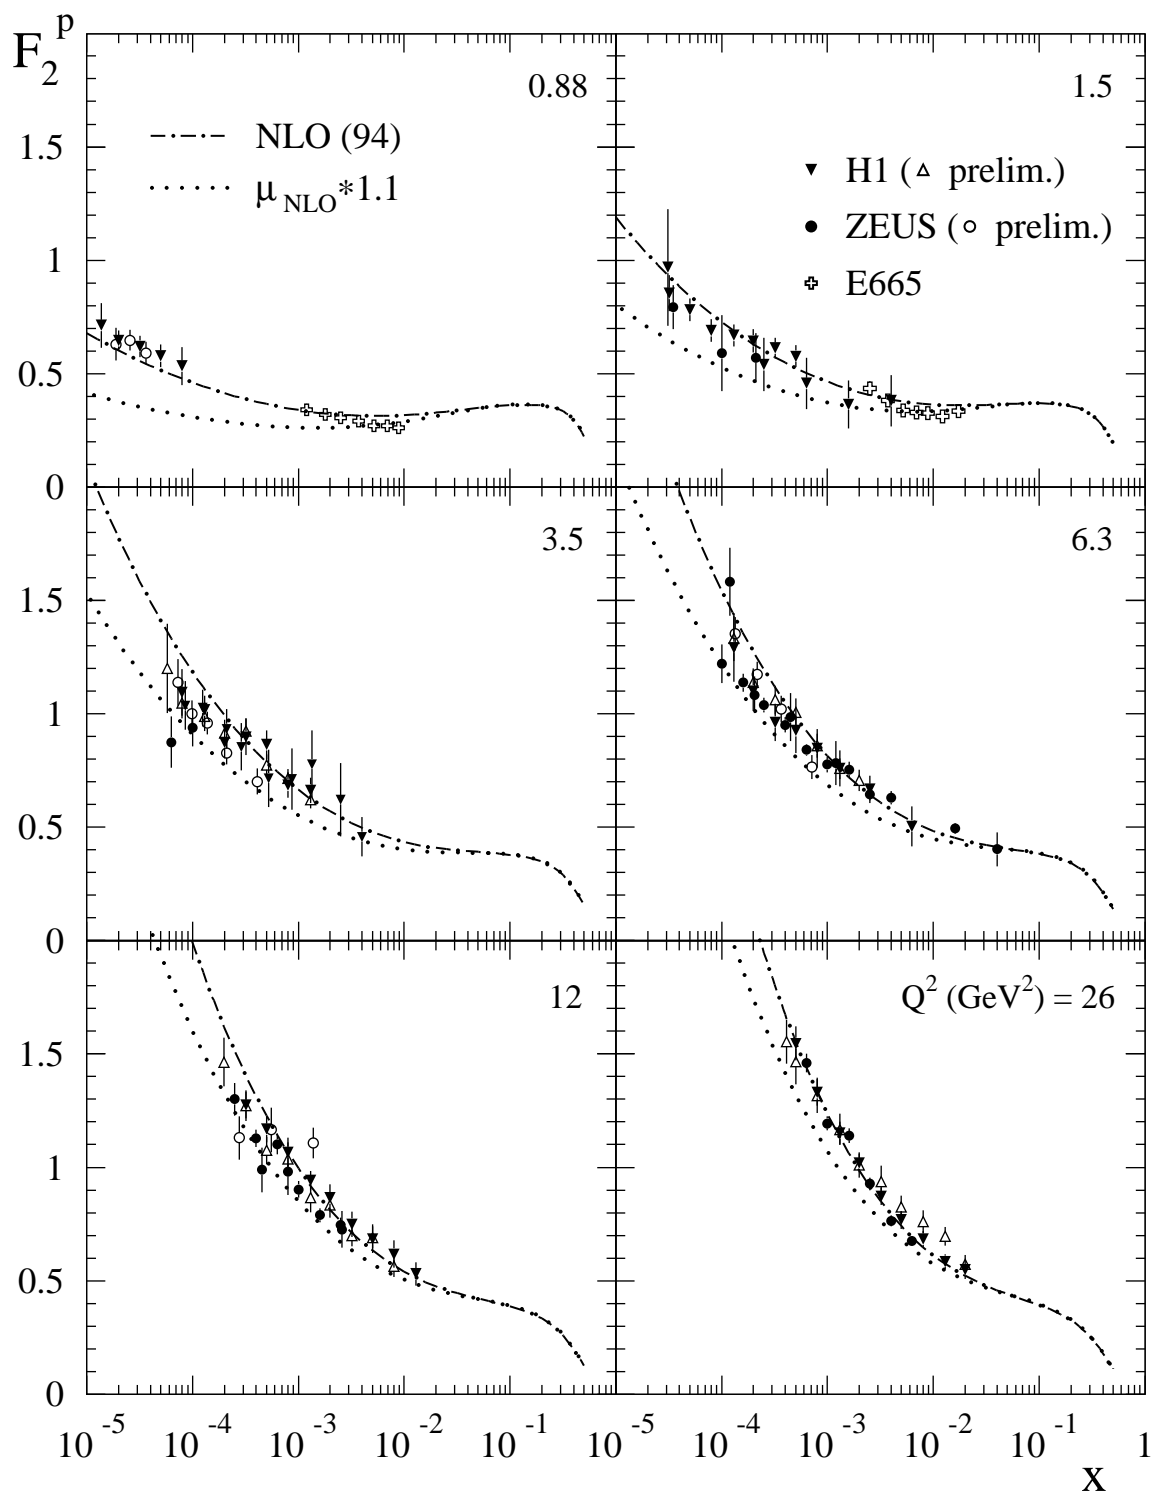 F₂ᵖ
0.88
1.5
NLO (94)
μ NLO*1.1
H1 (△ prelim.)
ZEUS (○ prelim.)
E665
1.5
1
0.5
0
3.5
6.3
1.5
1
0.5
0
12
Q² (GeV²) = 26
1.5
1
0.5
0
10⁻⁵ 10⁻⁴ 10⁻³ 10⁻² 10⁻¹ 10⁻⁵ 10⁻⁴ 10⁻³ 10⁻² 10⁻¹ 1
x